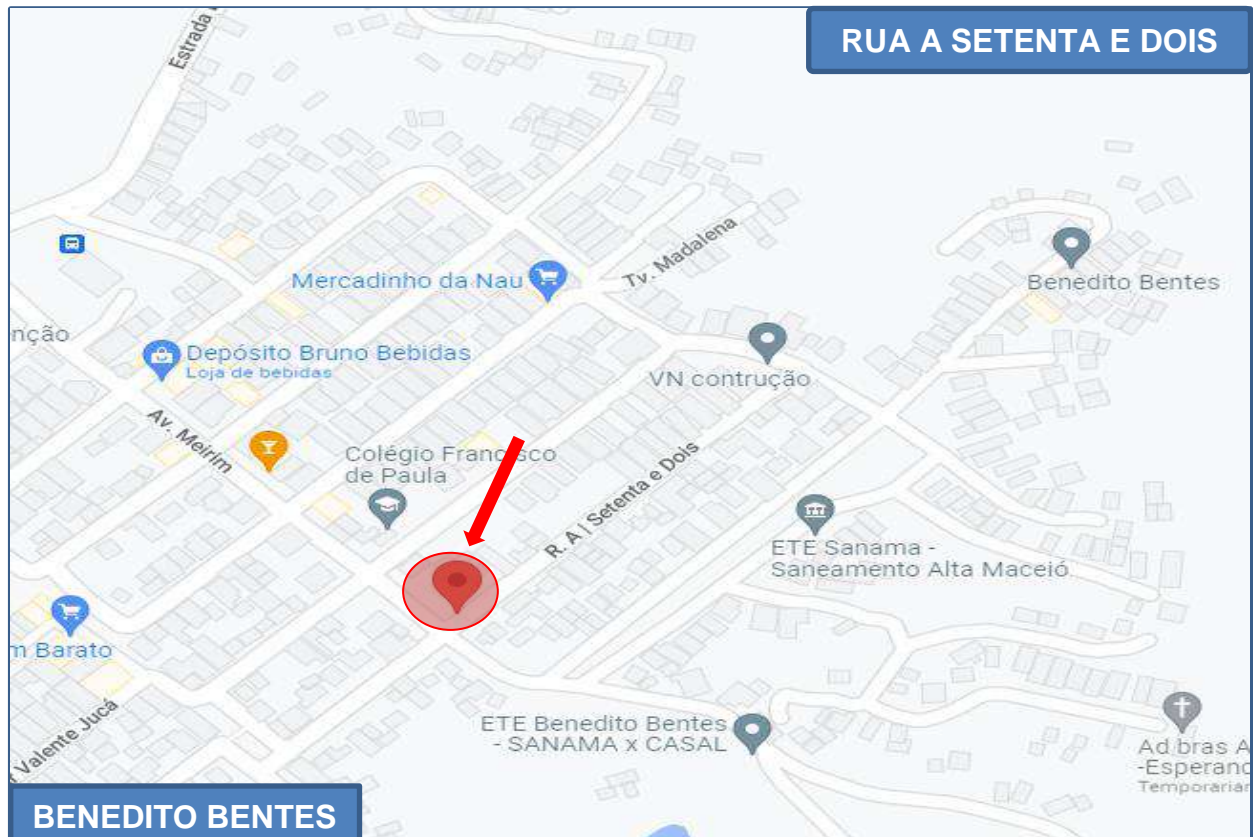 RUA A SETENTA E DOIS
Estrada
Tv. Madalena
Mercadinho da Nau
Benedito Bentes
nção
Depósito Bruno Bebidas
Loja de bebidas
VN contrução
Av. Meirim
Colégio Francisco
de Paula
R. A | Setenta e Dois
ETE Sanama -
Saneamento Alta Maceió
m Barato
Valente Jucá
ETE Benedito Bentes
- SANAMA x CASAL
Ad bras A
-Esperanc
Temporariar
BENEDITO BENTES